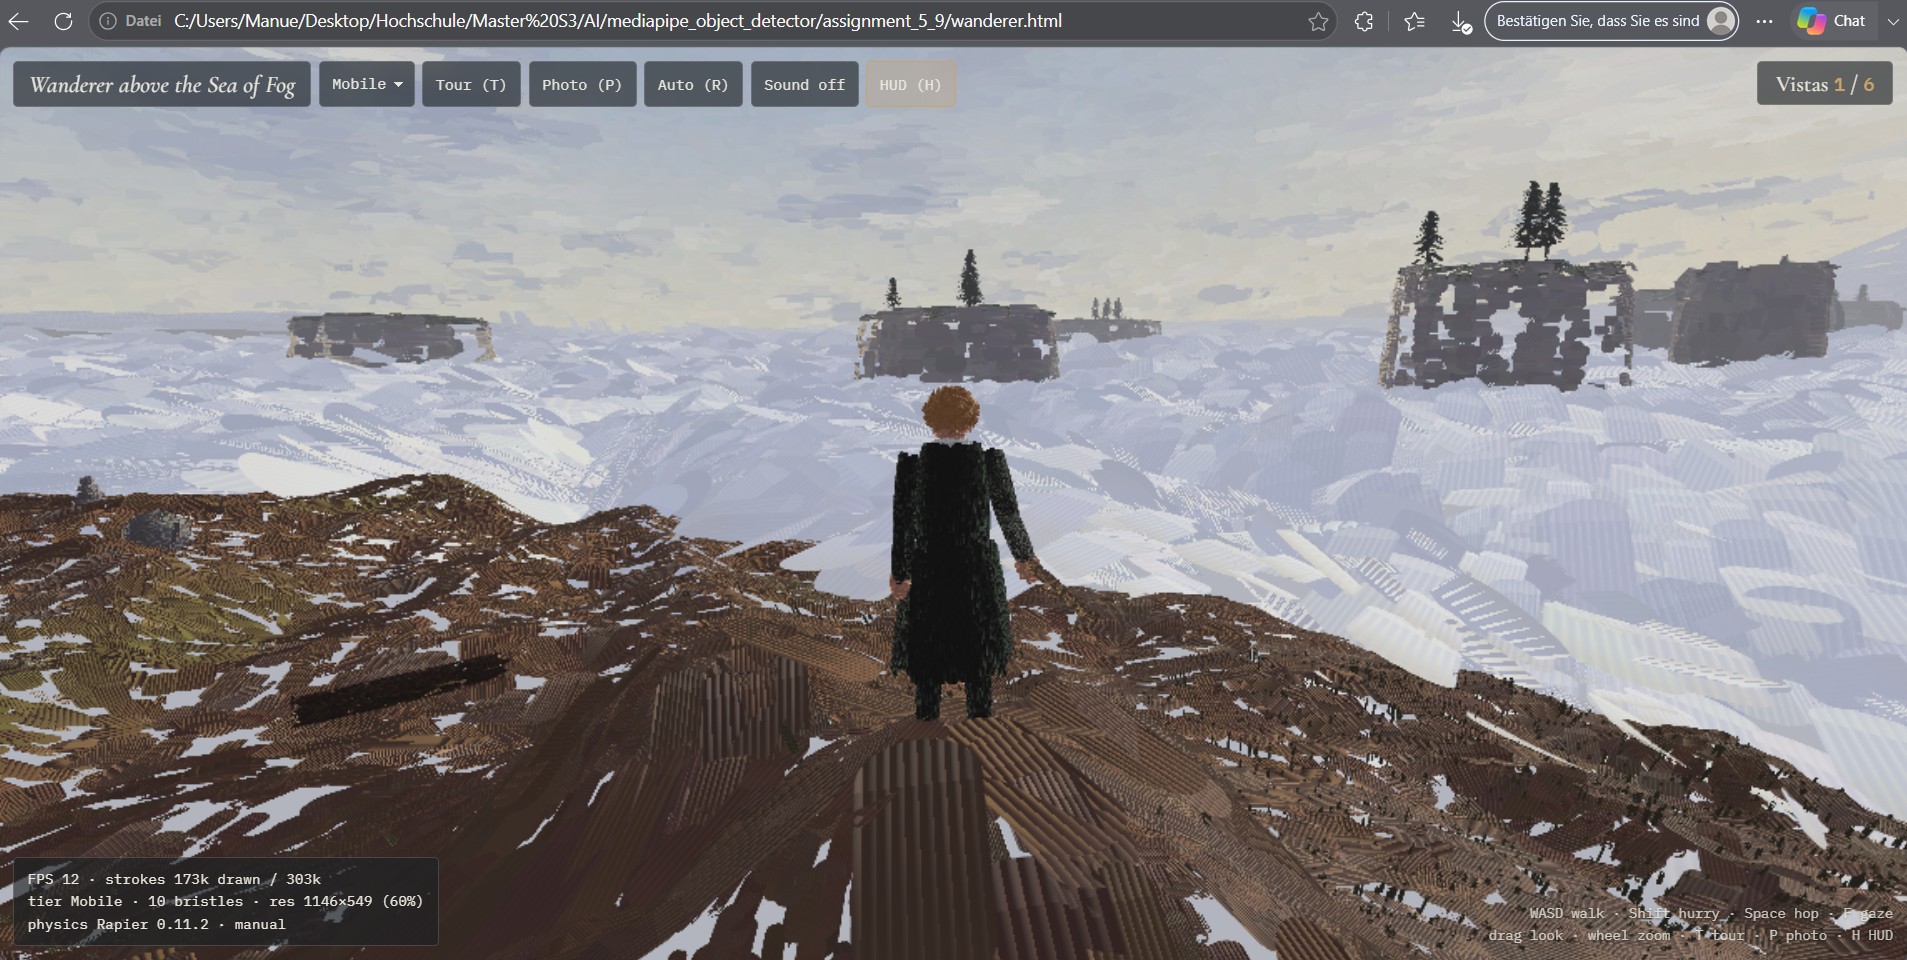 Datei C:/Users/Manue/Desktop/Hochschule/Master%20S3/AI/mediapipe_object_detector/assignment_5_9/wanderer.html Bestätigen Sie, dass Sie es sind Chat
Wanderer above the Sea of Fog Mobile Tour (T) Photo (P) Auto (R) Sound off HUD (H) Vistas 1 / 6
FPS 12 · strokes 173k drawn / 303k
tier Mobile · 10 bristles · res 1146×549 (60%)
physics Rapier 0.11.2 · manual
WASD walk · Shift hurry · Space hop · F gaze
drag look · wheel zoom · T tour · P photo · H HUD